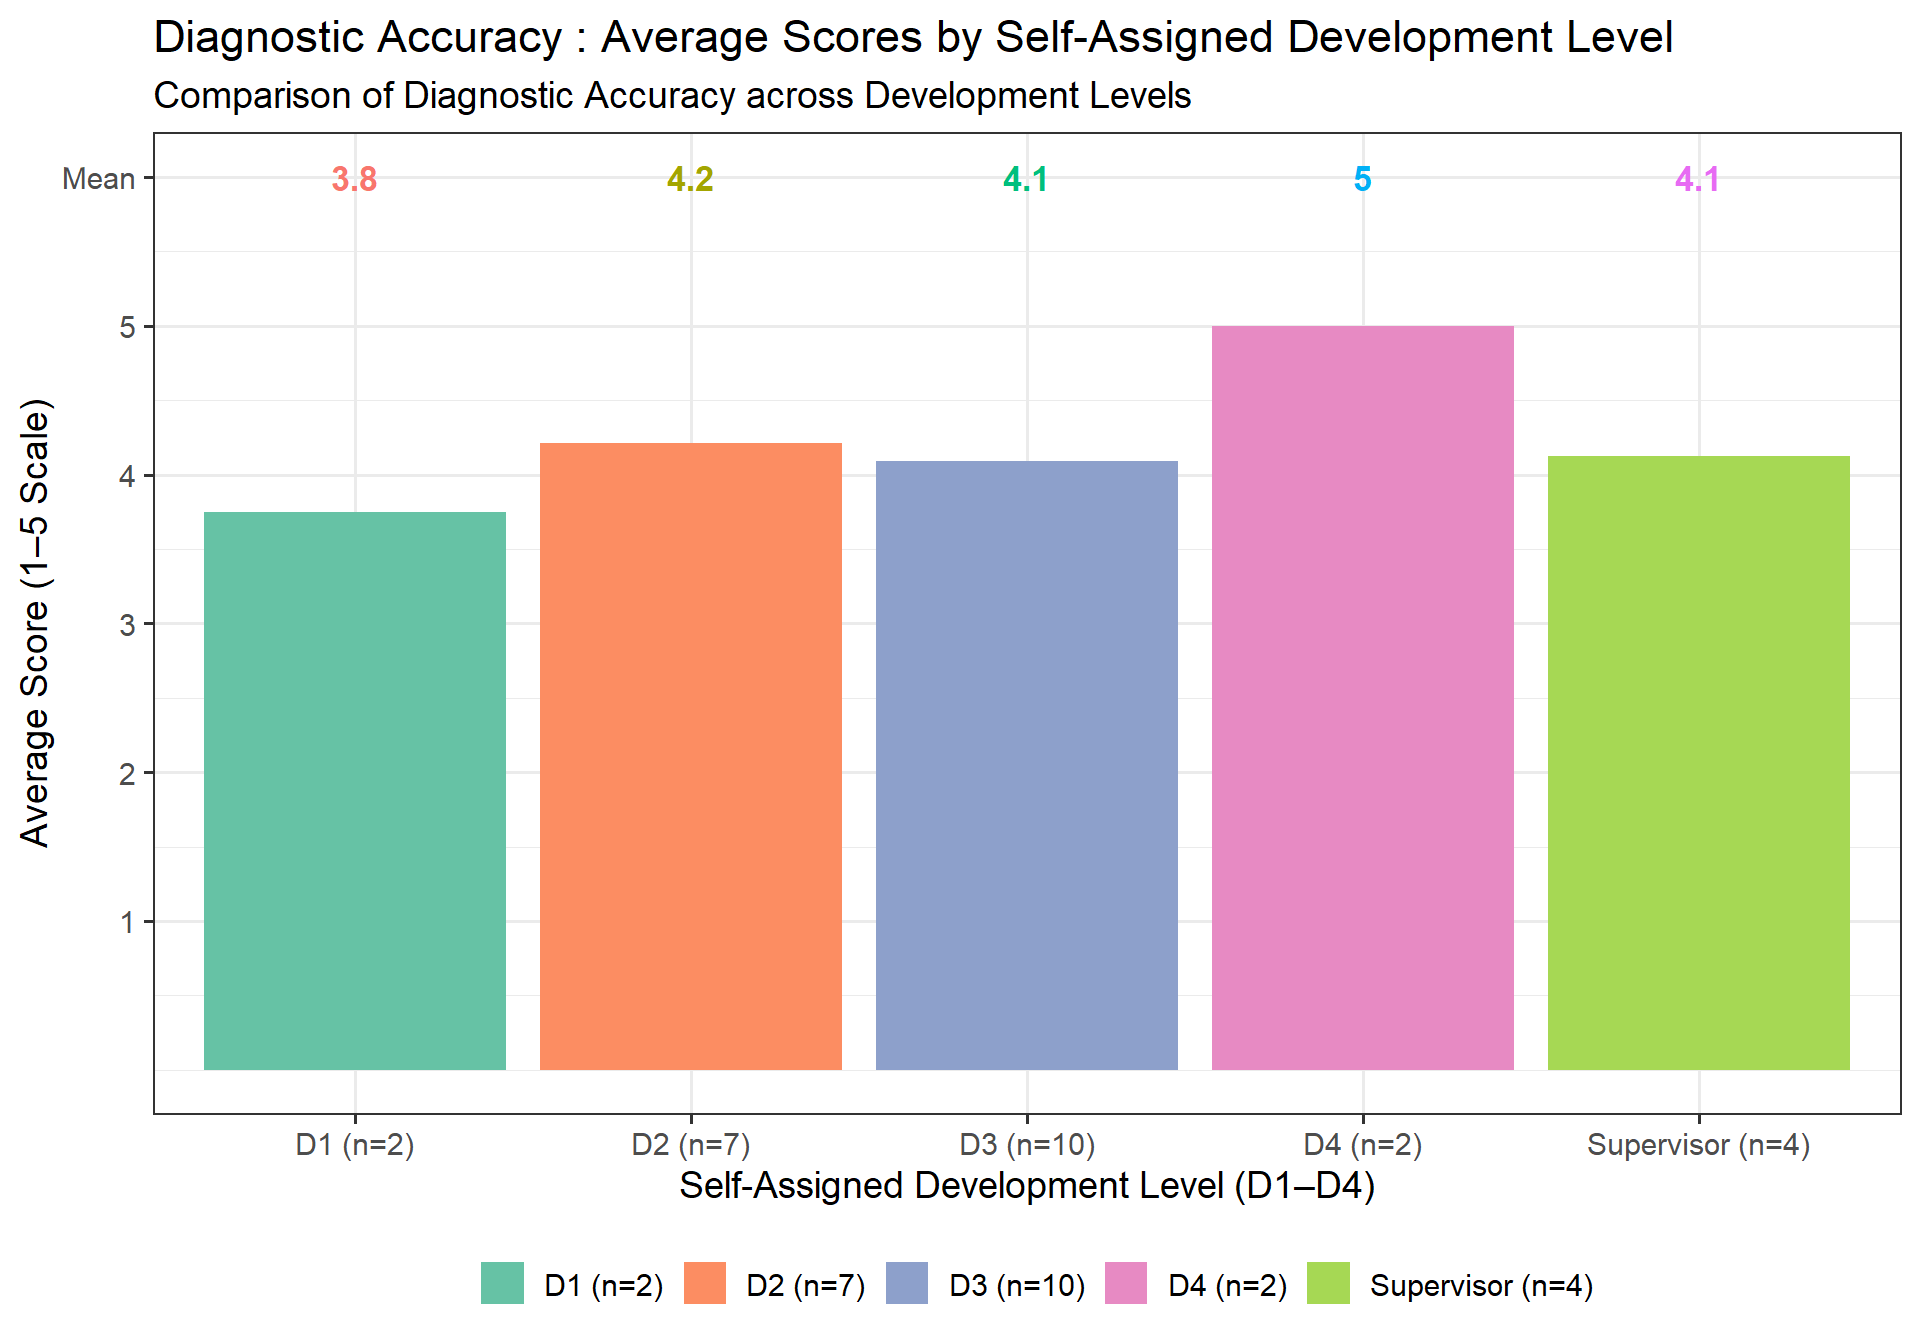 Diagnostic Accuracy : Average Scores by Self-Assigned Development Level
Comparison of Diagnostic Accuracy across Development Levels
Mean 3.8 4.2 4.1 5 4.1
5
4
3
2
1
Average Score (1–5 Scale)
D1 (n=2) D2 (n=7) D3 (n=10) D4 (n=2) Supervisor (n=4)
Self-Assigned Development Level (D1–D4)
D1 (n=2) D2 (n=7) D3 (n=10) D4 (n=2) Supervisor (n=4)